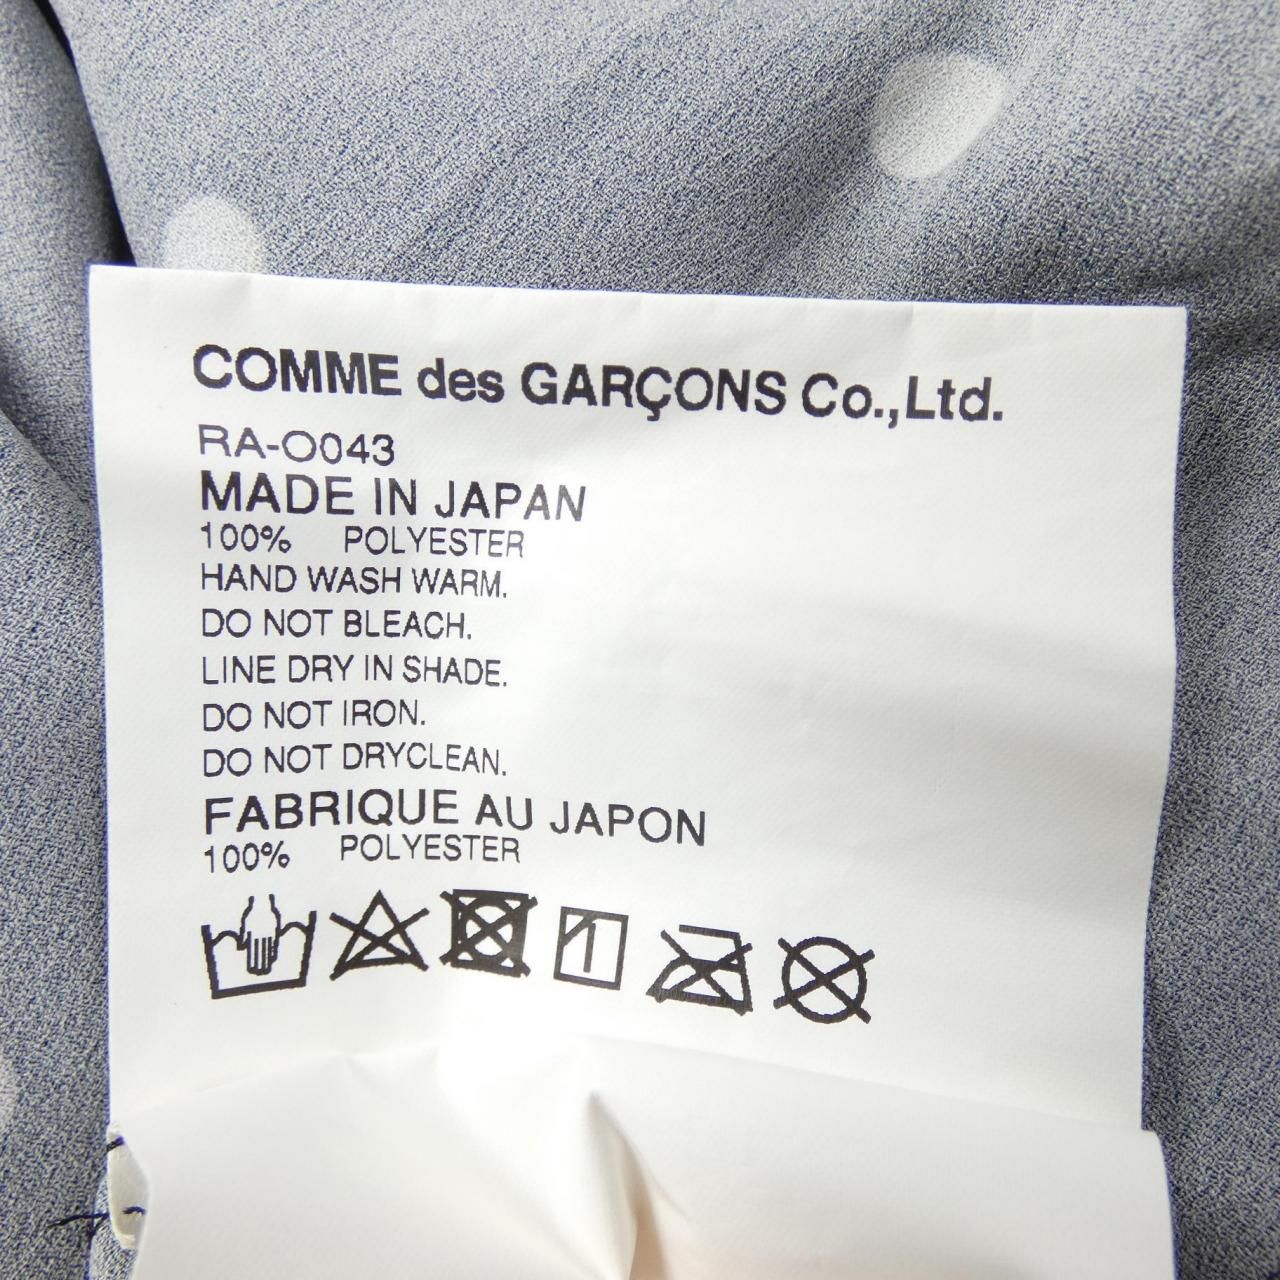 COMME des GARÇONS Co.,Ltd.
RA-O043
MADE IN JAPAN
100% POLYESTER
HAND WASH WARM.
DO NOT BLEACH.
LINE DRY IN SHADE.
DO NOT IRON.
DO NOT DRYCLEAN.
FABRIQUE AU JAPON
100% POLYESTER